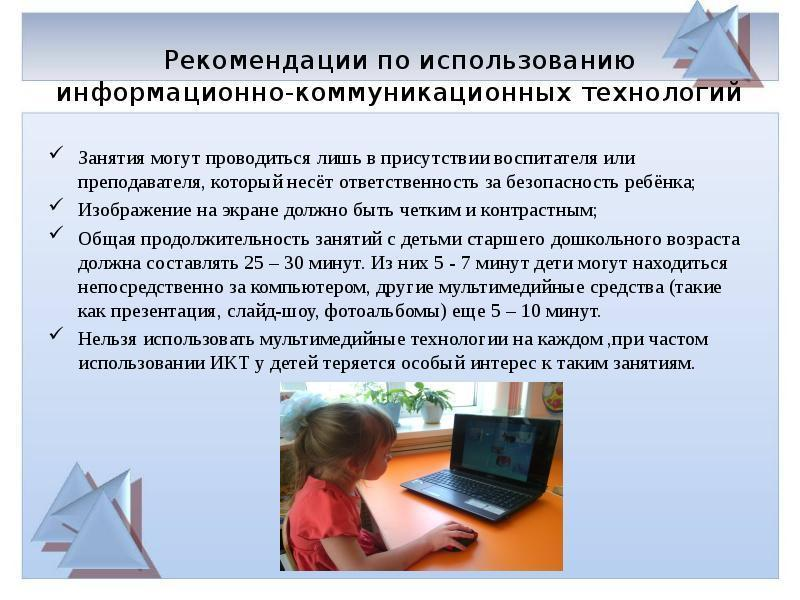 Рекомендации по использованию
информационно-коммуникационных технологий
Занятия могут проводиться лишь в присутствии воспитателя или
преподавателя, который несёт ответственность за безопасность ребёнка;
Изображение на экране должно быть четким и контрастным;
Общая продолжительность занятий с детьми старшего дошкольного возраста
должна составлять 25 – 30 минут. Из них 5 - 7 минут дети могут находиться
непосредственно за компьютером, другие мультимедийные средства (такие
как презентация, слайд-шоу, фотоальбомы) еще 5 – 10 минут.
Нельзя использовать мультимедийные технологии на каждом ,при частом
использовании ИКТ у детей теряется особый интерес к таким занятиям.